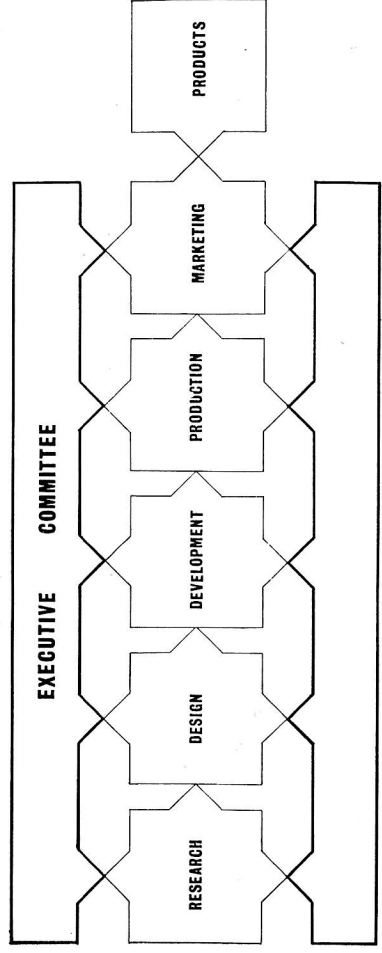 EXECUTIVE COMMITTEE
RESEARCH
DESIGN
DEVELOPMENT
PRODUCTION
MARKETING
PRODUCTS